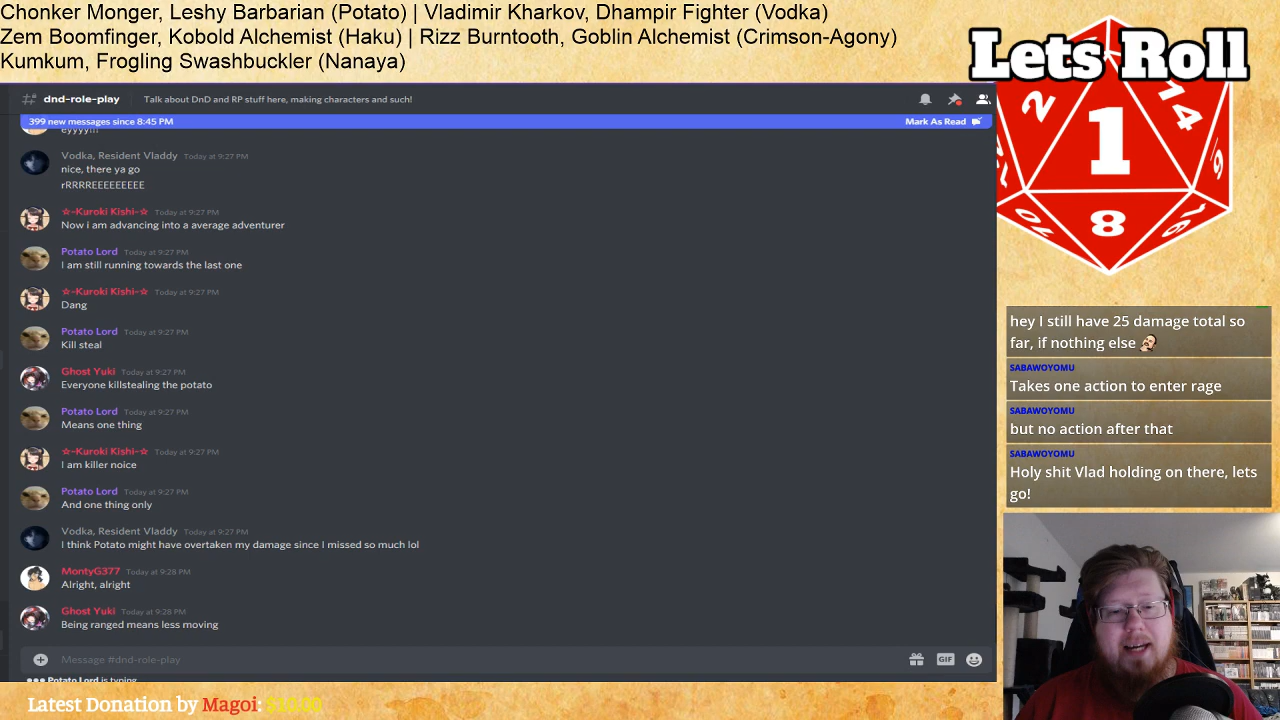 Chonker Monger, Leshy Barbarian (Potato) | Vladimir Kharkov, Dhampir Fighter (Vodka)
Zem Boomfinger, Kobold Alchemist (Haku) | Rizz Burntooth, Goblin Alchemist (Crimson-Agony)
Kumkum, Frogling Swashbuckler (Nanaya)
Lets Roll
2
14
1
8
dnd-role-play Talk about DnD and RP stuff here, making characters and such!
399 new messages since 8:45 PM Mark As Read
Vodka, Resident Vladdy Today at 9:27 PM
nice, there ya go
rRRRREEEEEEEEE
☆-Kuroki Kishi-☆ Today at 9:27 PM
Now i am advancing into a average adventurer
Potato Lord Today at 9:27 PM
I am still running towards the last one
☆-Kuroki Kishi-☆ Today at 9:27 PM
Dang
Potato Lord Today at 9:27 PM
Kill steal
Ghost Yuki Today at 9:27 PM
Everyone killstealing the potato
Potato Lord Today at 9:27 PM
Means one thing
☆-Kuroki Kishi-☆ Today at 9:27 PM
I am killer noice
Potato Lord Today at 9:27 PM
And one thing only
Vodka, Resident Vladdy Today at 9:27 PM
I think Potato might have overtaken my damage since I missed so much lol
MontyG377 Today at 9:28 PM
Alright, alright
Ghost Yuki Today at 9:28 PM
Being ranged means less moving
Message #dnd-role-play GIF
Potato Lord is typing
hey I still have 25 damage total so
far, if nothing else
SABAWOYOMU
Takes one action to enter rage
SABAWOYOMU
but no action after that
SABAWOYOMU
Holy shit Vlad holding on there, lets
go!
Latest Donation by Magoi: $10.00